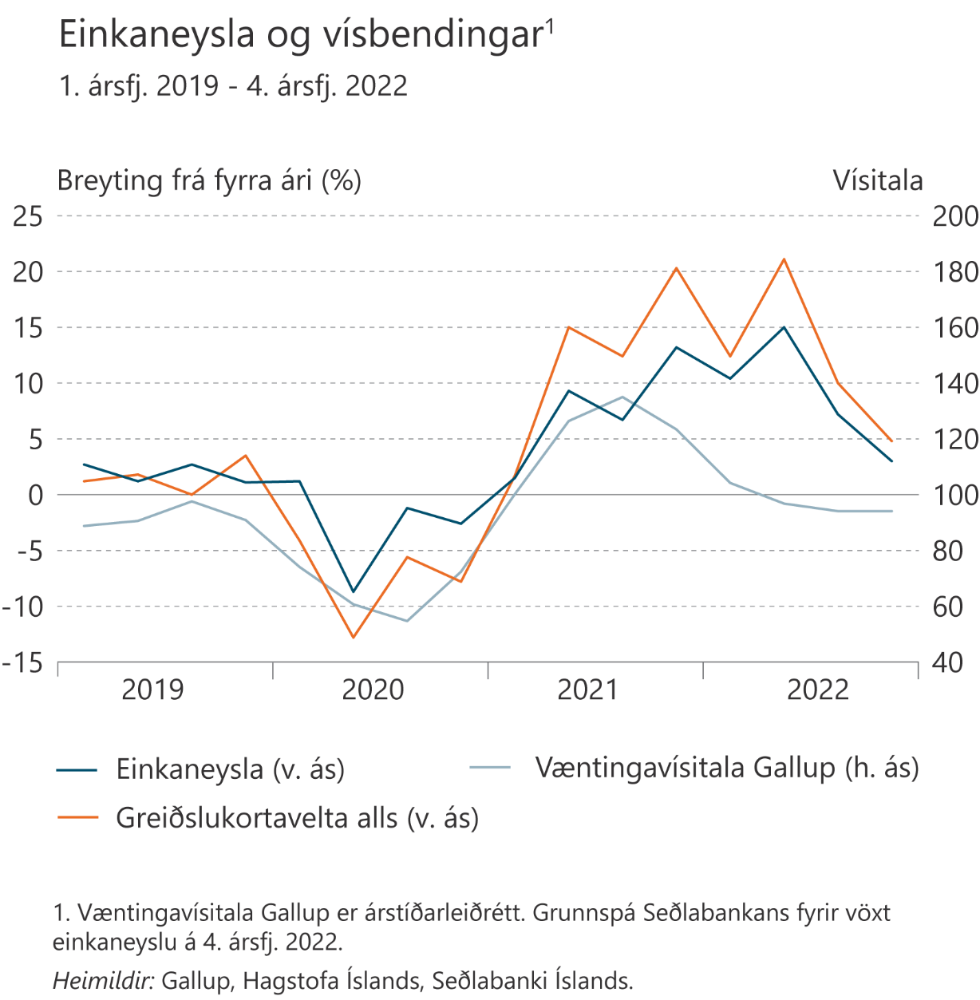 Einkaneysla og vísbendingar¹
1. ársfj. 2019 - 4. ársfj. 2022
Breyting frá fyrra ári (%)
Vísitala
25
200
20
180
15
160
10
140
5
120
0
100
-5
80
-10
60
-15
40
2019
2020
2021
2022
Einkaneysla (v. ás)
Væntingavísitala Gallup (h. ás)
Greiðslukortavelta alls (v. ás)
1. Væntingavísitala Gallup er árstíðarleiðrétt. Grunnspá Seðlabankans fyrir vöxt
einkaneyslu á 4. ársfj. 2022.
Heimildir: Gallup, Hagstofa Íslands, Seðlabanki Íslands.